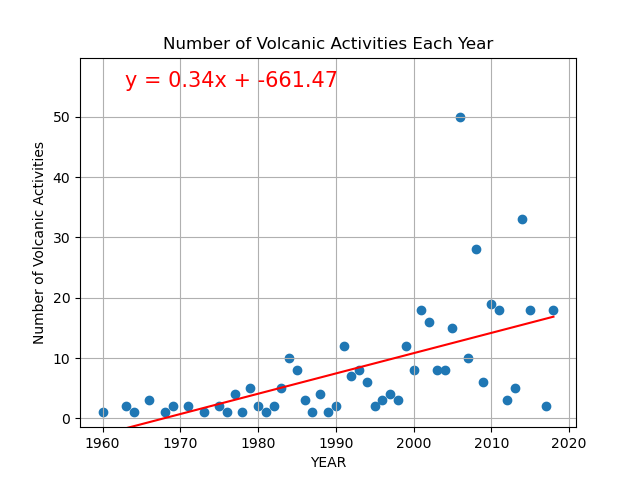 Number of Volcanic Activities Each Year
y = 0.34x + -661.47
Number of Volcanic Activities
50
40
30
20
10
0
1960 1970 1980 1990 2000 2010 2020
YEAR